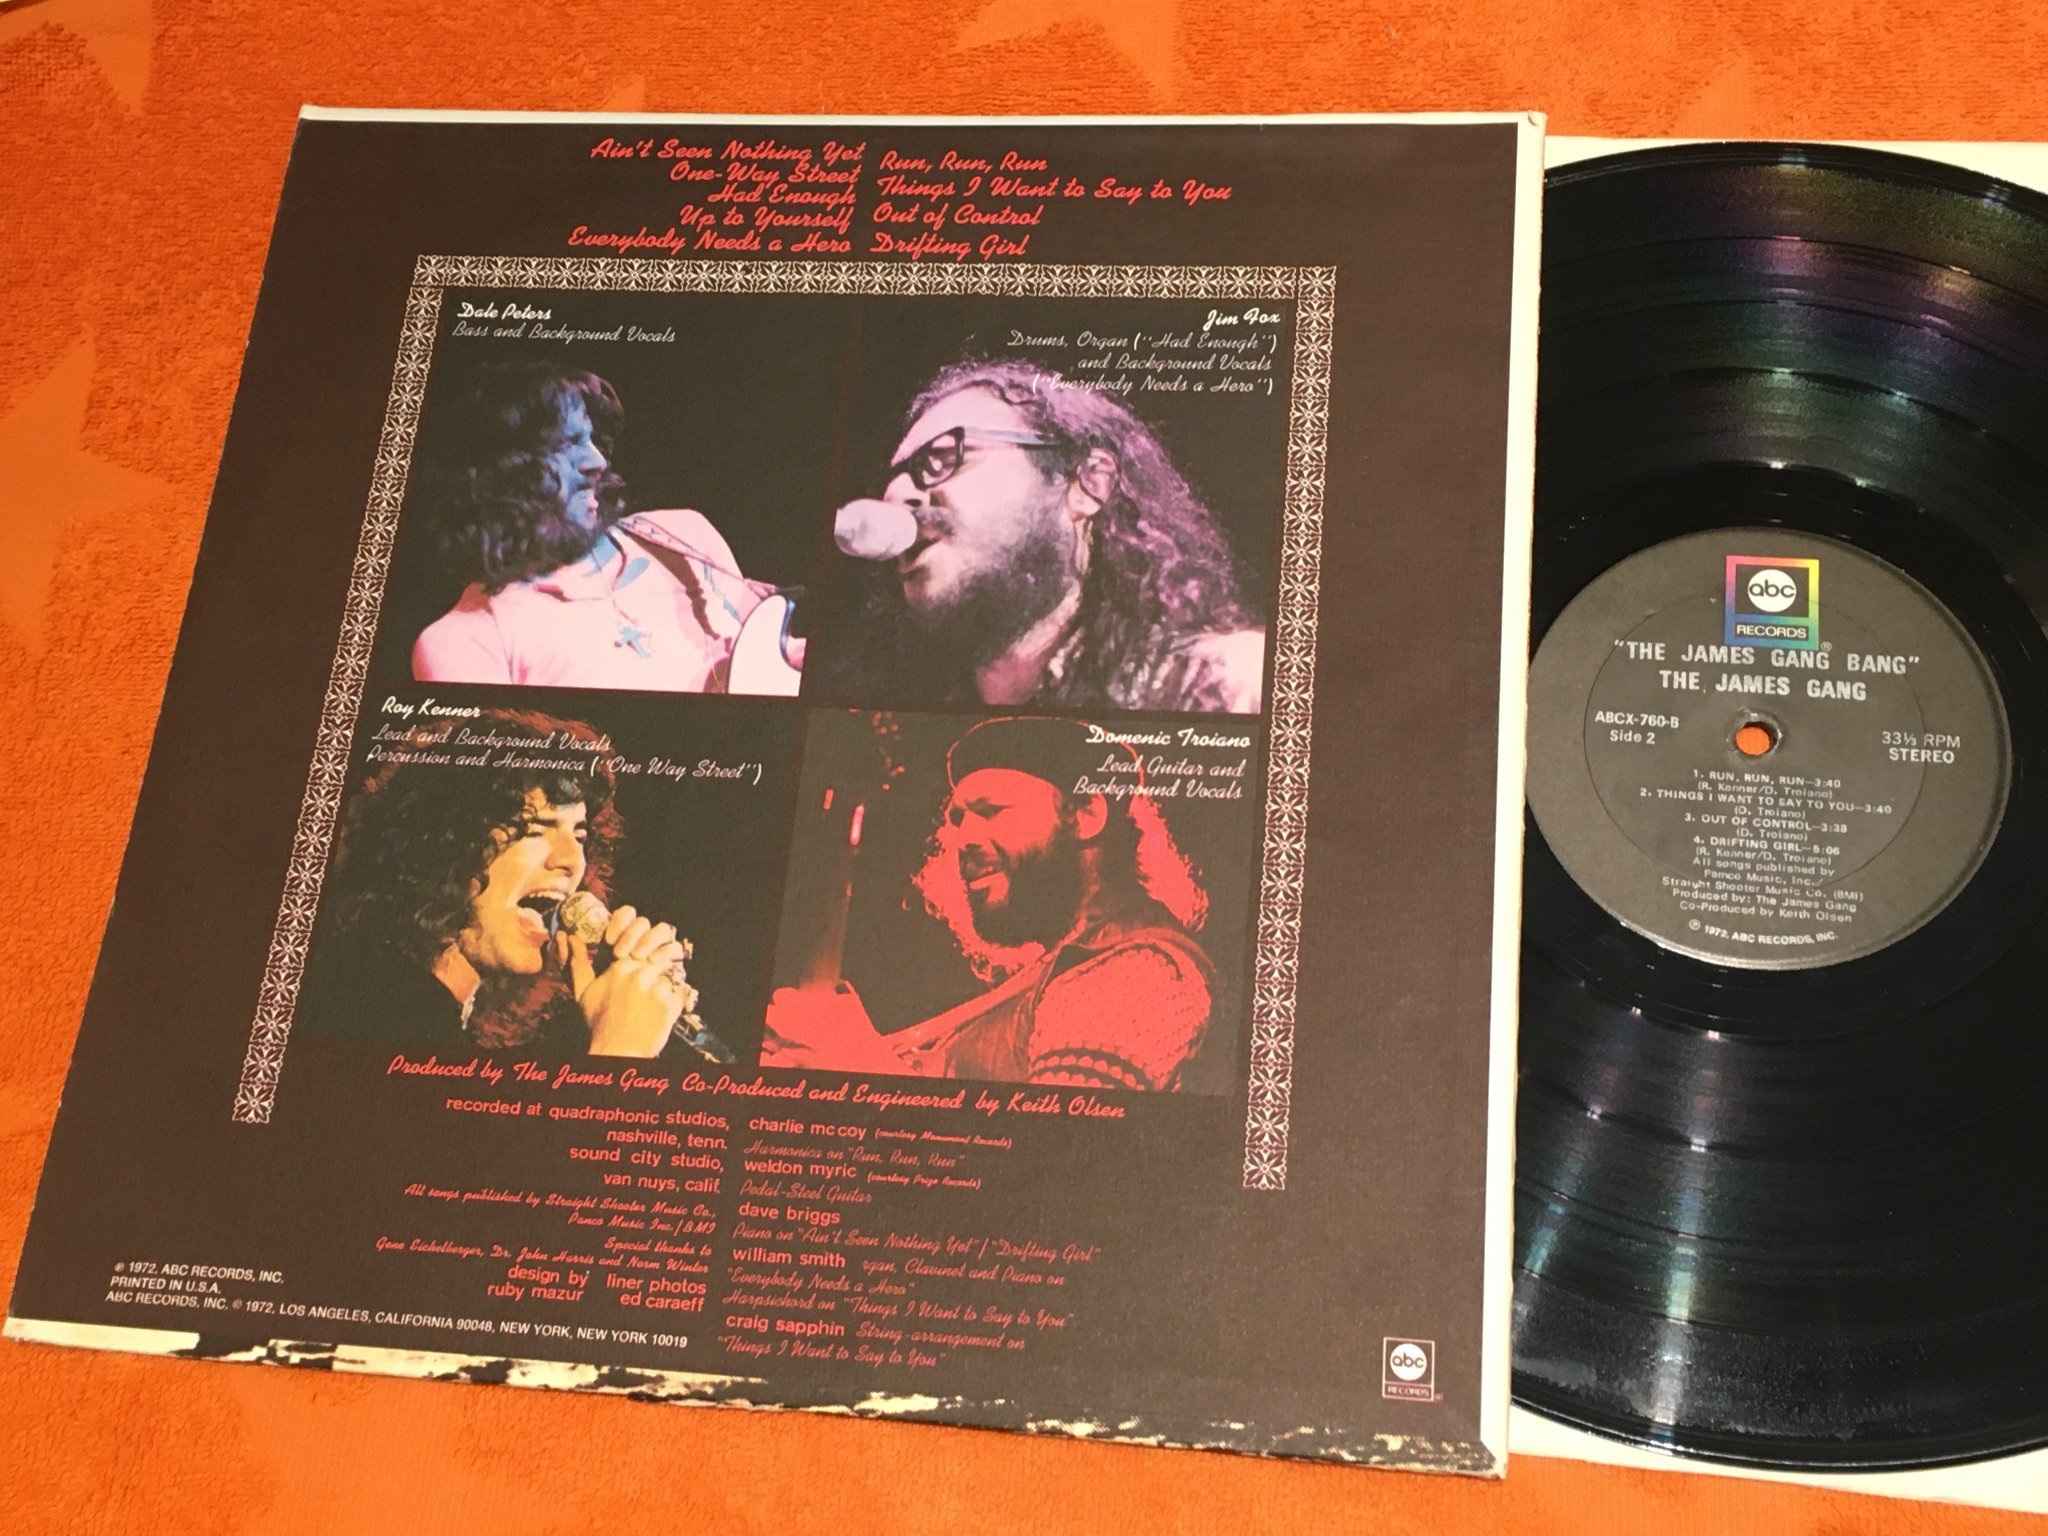 Ain't Seen Nothing Yet
One-Way Street
Had Enough
Up to Yourself
Everybody Needs a Hero
Run, Run, Run
Things I Want to Say to You
Out of Control
Drifting Girl
Dale Peters
Bass and Background Vocals
Jim Fox
Drums, Organ ("Had Enough")
and Background Vocals
("Everybody Needs a Hero")
Roy Kenner
Lead and Background Vocals
Percussion and Harmonica ("One Way Street")
Domenic Troiano
Lead Guitar and
Background Vocals
Produced by The James Gang Co-Produced and Engineered by Keith Olsen
recorded at quadraphonic studios,
nashville, tenn.
sound city studio,
van nuys, calif.
All songs published by Straight Shooter Music Co.,
Pamco Music Inc./BMI
Special thanks to
Gene Eichelberger, Dr. John Harris and Norm Winter
design by
ruby mazur
liner photos
ed caraeff
charlie mccoy (courtesy Monument Records)
Harmonica on "Run, Run, Run"
weldon myric (courtesy Prize Records)
Pedal-Steel Guitar
dave briggs
Piano on "Ain't Seen Nothing Yet"/"Drifting Girl"
william smith rgan, Clavinet and Piano on
"Everybody Needs a Hero"
Harpsichord on "Things I Want to Say to You"
craig sapphin String-arrangement on
"Things I Want to Say to You"
℗ 1972, ABC RECORDS, INC.
PRINTED IN U.S.A.
ABC RECORDS, INC. © 1972, LOS ANGELES, CALIFORNIA 90048, NEW YORK, NEW YORK 10019
abc
RECORDS
abc
RECORDS ®
"THE JAMES GANG BANG"
THE JAMES GANG
ABCX-760-B
Side 2
33⅓ RPM
STEREO
1. RUN, RUN, RUN—3:40
(R. Kenner/D. Troiano)
2. THINGS I WANT TO SAY TO YOU—3:40
(D. Troiano)
3. OUT OF CONTROL—3:38
(D. Troiano)
4. DRIFTING GIRL—5:06
(R. Kenner/D. Troiano)
All songs published by
Pamco Music, Inc./
Straight Shooter Music Co. (BMI)
Produced by: The James Gang
Co-Produced by Keith Olsen
℗ 1972, ABC RECORDS, INC.